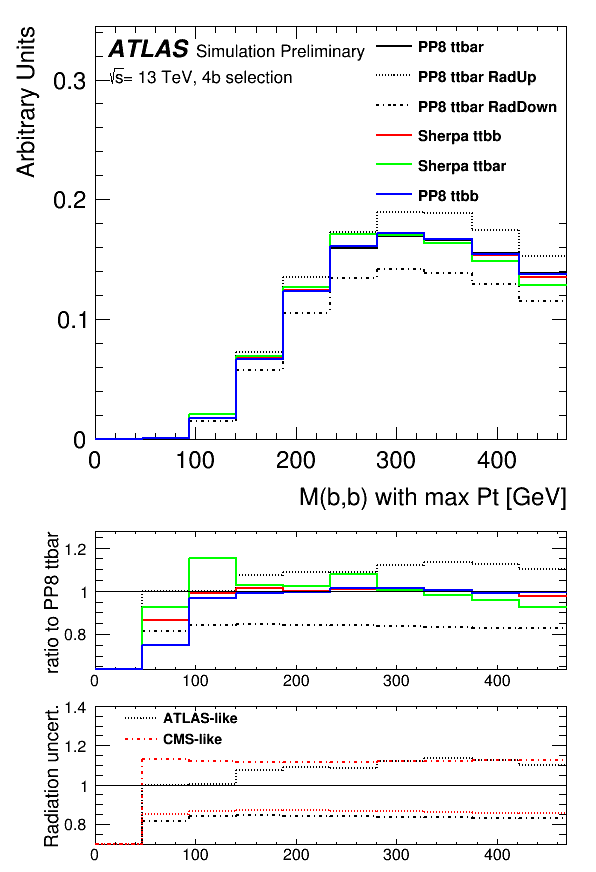 ATLAS Simulation Preliminary
√s= 13 TeV, 4b selection
PP8 ttbar
PP8 ttbar RadUp
PP8 ttbar RadDown
Sherpa ttbb
Sherpa ttbar
PP8 ttbb
Arbitrary Units
0.3
0.2
0.1
0
0 100 200 300 400
M(b,b) with max Pt [GeV]
ratio to PP8 ttbar
1.2
1
0.8
0 100 200 300 400
Radiation uncert.
ATLAS-like
CMS-like
1.4
1.2
1
0.8
0 100 200 300 400